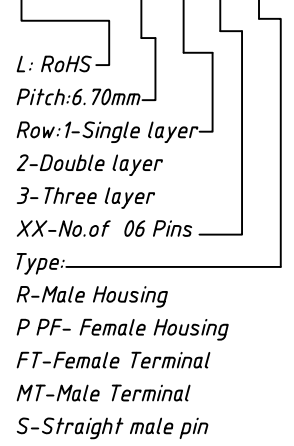 L: RoHS
Pitch:6.70mm
Row:1-Single layer
2-Double layer
3-Three layer
XX-No.of 06 Pins
Type:
R-Male Housing
P PF- Female Housing
FT-Female Terminal
MT-Male Terminal
S-Straight male pin